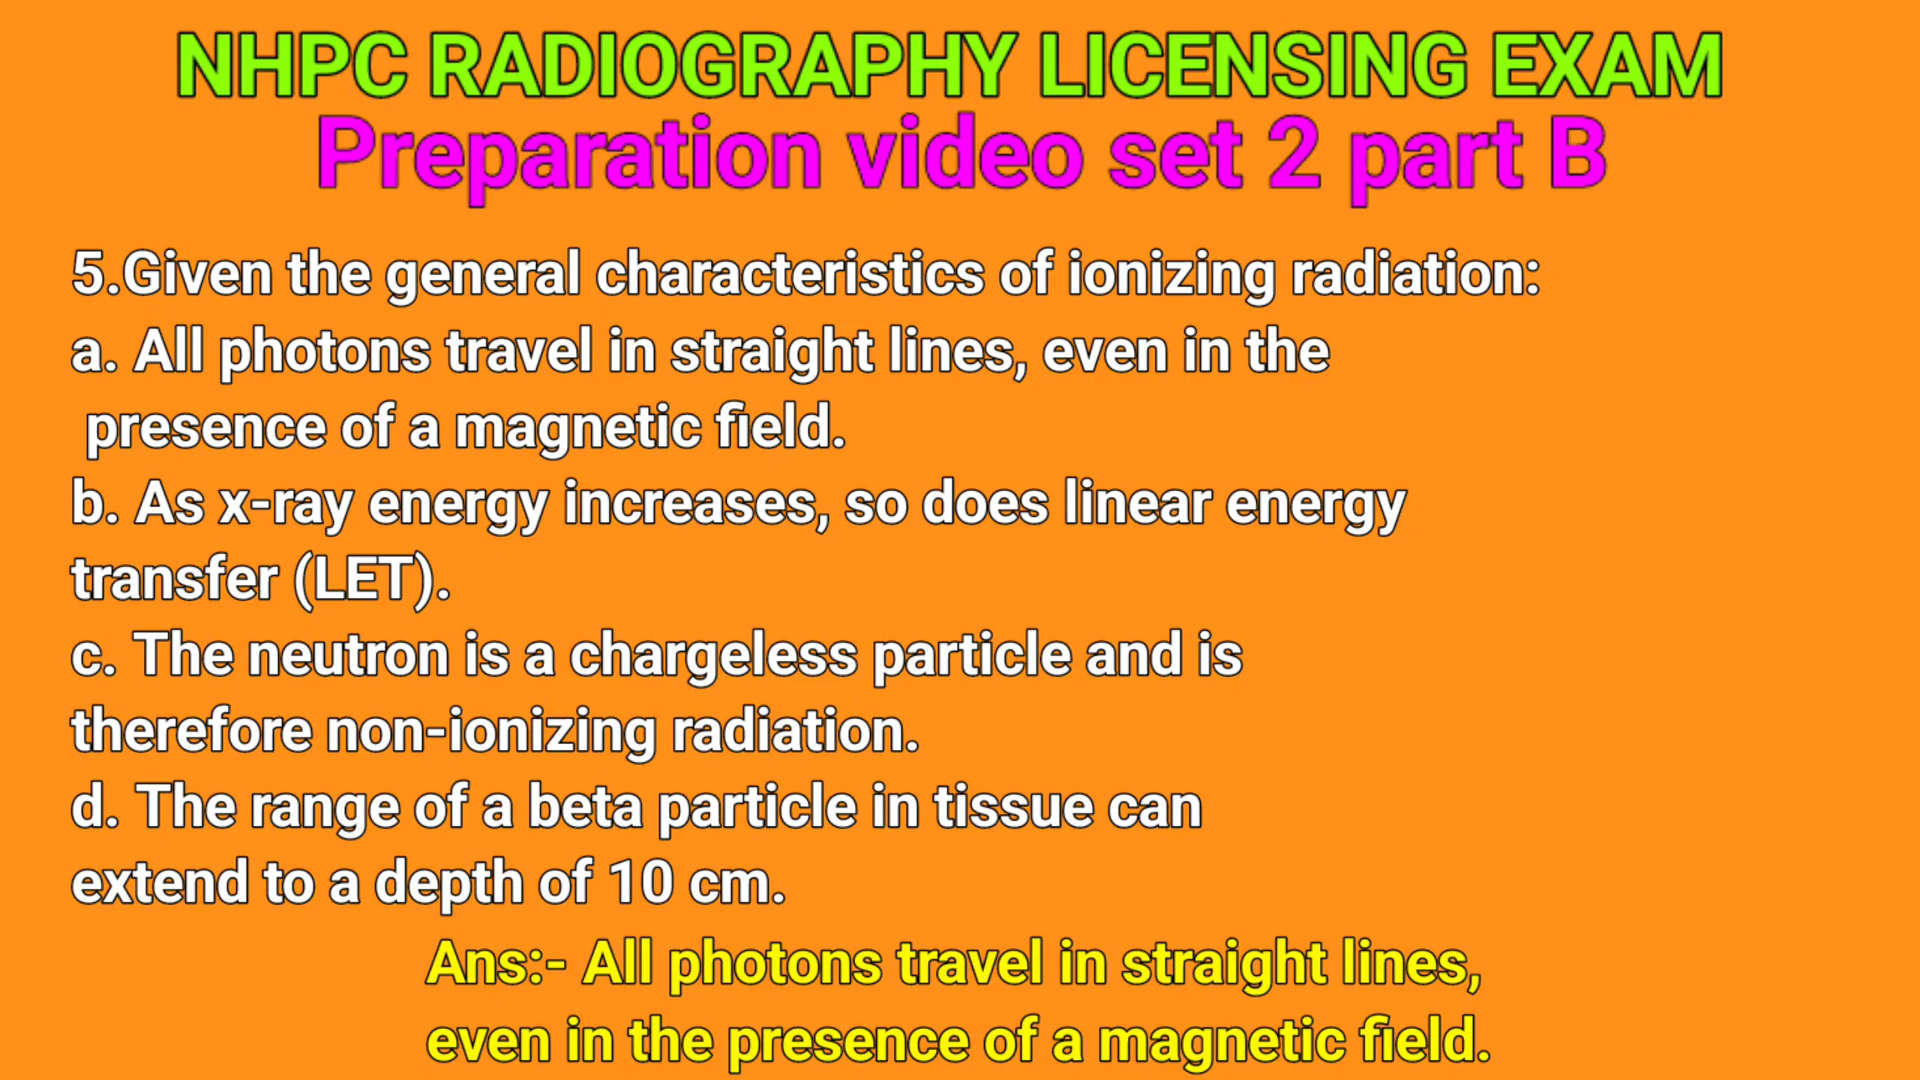 NHPC RADIOGRAPHY LICENSING EXAM
Preparation video set 2 part B
5.Given the general characteristics of ionizing radiation:
a. All photons travel in straight lines, even in the
presence of a magnetic field.
b. As x-ray energy increases, so does linear energy
transfer (LET).
c. The neutron is a chargeless particle and is
therefore non-ionizing radiation.
d. The range of a beta particle in tissue can
extend to a depth of 10 cm.
Ans:- All photons travel in straight lines,
even in the presence of a magnetic field.